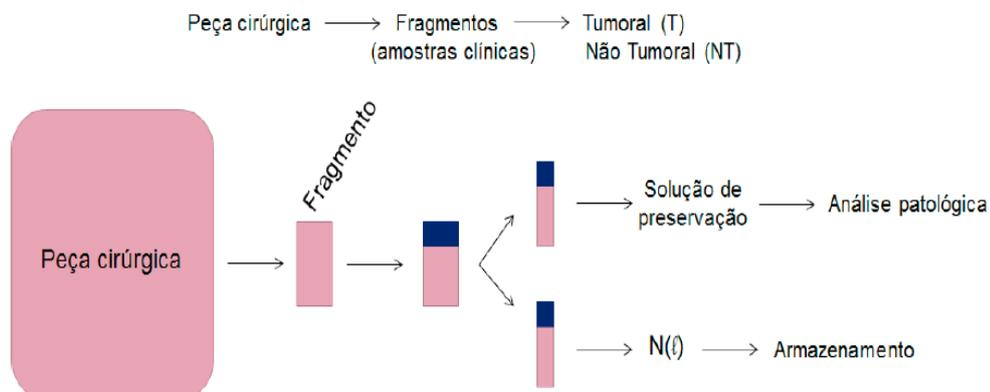 Peça cirúrgica Fragmentos Tumoral (T)
(amostras clínicas) Não Tumoral (NT)
Fragmento
Solução de
preservação
Análise patológica
Peça cirúrgica
N(ℓ) Armazenamento